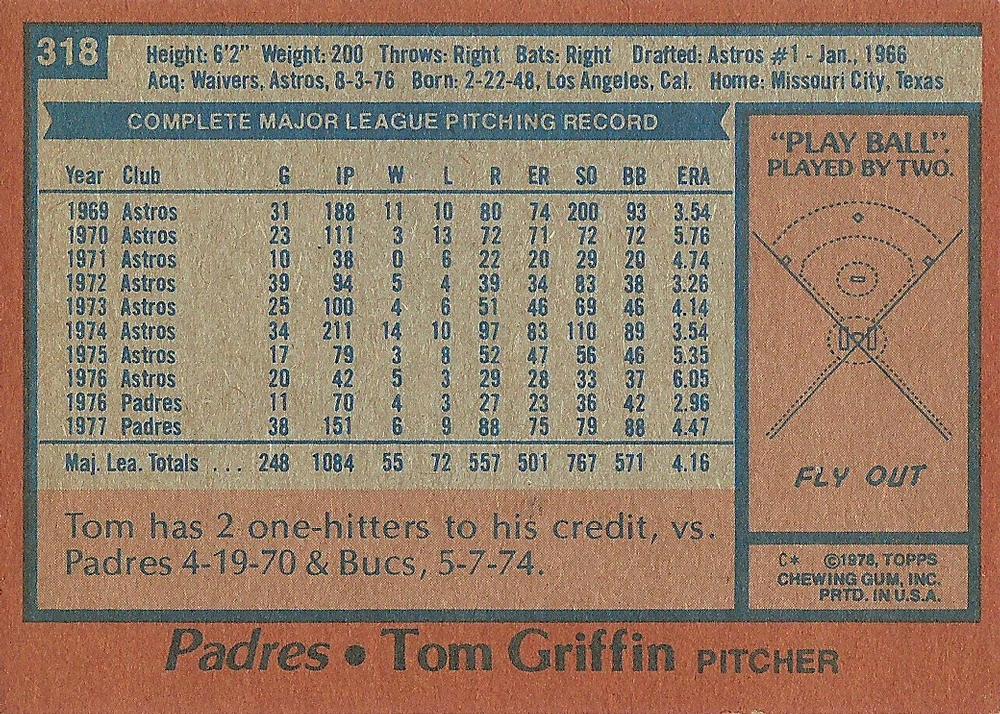 318
Height: 6'2" Weight: 200 Throws: Right Bats: Right Drafted: Astros #1 - Jan., 1966
Acq: Waivers, Astros, 8-3-76 Born: 2-22-48, Los Angeles, Cal. Home: Missouri City, Texas
COMPLETE MAJOR LEAGUE PITCHING RECORD
Year Club G IP W L R ER SO BB ERA
1969 Astros 31 188 11 10 80 74 200 93 3.54
1970 Astros 23 111 3 13 72 71 72 72 5.76
1971 Astros 10 38 0 6 22 20 29 20 4.74
1972 Astros 39 94 5 4 39 34 83 38 3.26
1973 Astros 25 100 4 6 51 46 69 46 4.14
1974 Astros 34 211 14 10 97 83 110 89 3.54
1975 Astros 17 79 3 8 52 47 56 46 5.35
1976 Astros 20 42 5 3 29 28 33 37 6.05
1976 Padres 11 70 4 3 27 23 36 42 2.96
1977 Padres 38 151 6 9 88 75 79 88 4.47
Maj. Lea. Totals ... 248 1084 55 72 557 501 767 571 4.16
Tom has 2 one-hitters to his credit, vs.
Padres 4-19-70 & Bucs, 5-7-74.
"PLAY BALL".
PLAYED BY TWO.
FLY OUT
C* ©1978, TOPPS
CHEWING GUM, INC.
PRTD. IN U.S.A.
Padres • Tom Griffin PITCHER